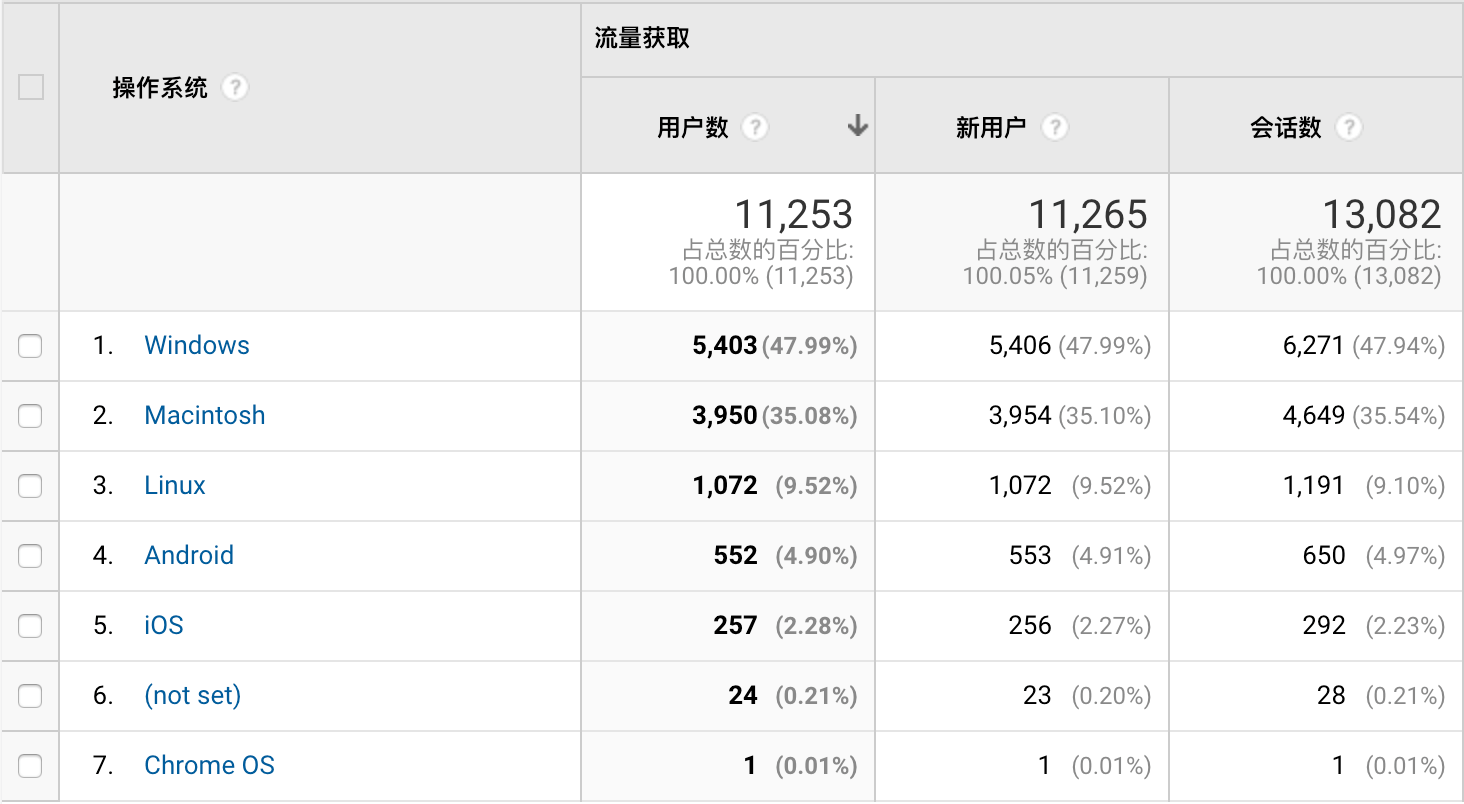 操作系统 ?
流量获取
用户数 ? 新用户 ? 会话数 ?
11,253 11,265 13,082
占总数的百分比: 占总数的百分比: 占总数的百分比:
100.00% (11,253) 100.05% (11,259) 100.00% (13,082)
1. Windows 5,403 (47.99%) 5,406 (47.99%) 6,271 (47.94%)
2. Macintosh 3,950 (35.08%) 3,954 (35.10%) 4,649 (35.54%)
3. Linux 1,072 (9.52%) 1,072 (9.52%) 1,191 (9.10%)
4. Android 552 (4.90%) 553 (4.91%) 650 (4.97%)
5. iOS 257 (2.28%) 256 (2.27%) 292 (2.23%)
6. (not set) 24 (0.21%) 23 (0.20%) 28 (0.21%)
7. Chrome OS 1 (0.01%) 1 (0.01%) 1 (0.01%)